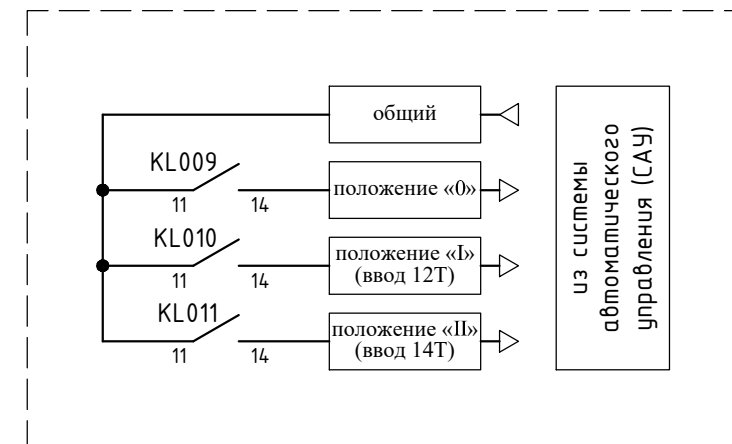 общий
KL009
11 14
положение «0»
KL010
11 14
положение «I»
(ввод 12Т)
KL011
11 14
положение «II»
(ввод 14Т)
из системы
автоматического
управления (САУ)